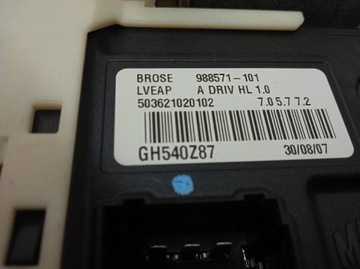 BROSE 988571-101
LVEAP A DRIV HL 1.0
503621020102 7.0 5.7 7.2
GH540Z87 30/08/07